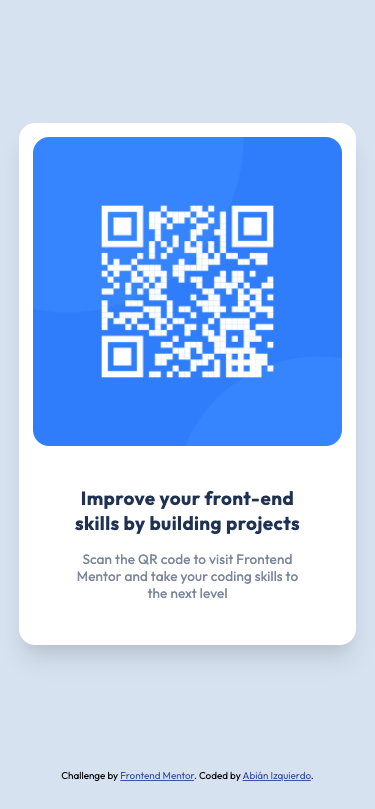 Improve your front-end
skills by building projects
Scan the QR code to visit Frontend
Mentor and take your coding skills to
the next level
Challenge by Frontend Mentor. Coded by Abián Izquierdo.